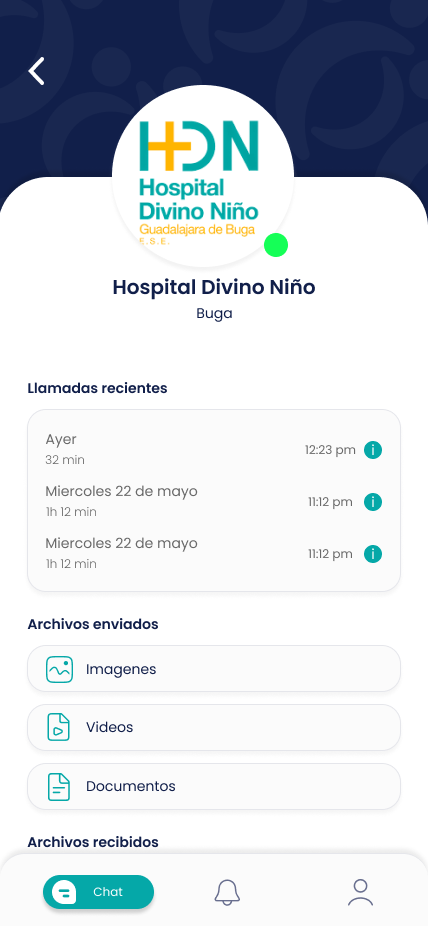 HDN
Hospital
Divino Niño
Guadalajara de Buga
E.S.E.
Hospital Divino Niño
Buga
Llamadas recientes
Ayer
12:23 pm
32 min
Miercoles 22 de mayo
11:12 pm
1h 12 min
Miercoles 22 de mayo
11:12 pm
1h 12 min
Archivos enviados
Imagenes
Videos
Documentos
Archivos recibidos
Chat